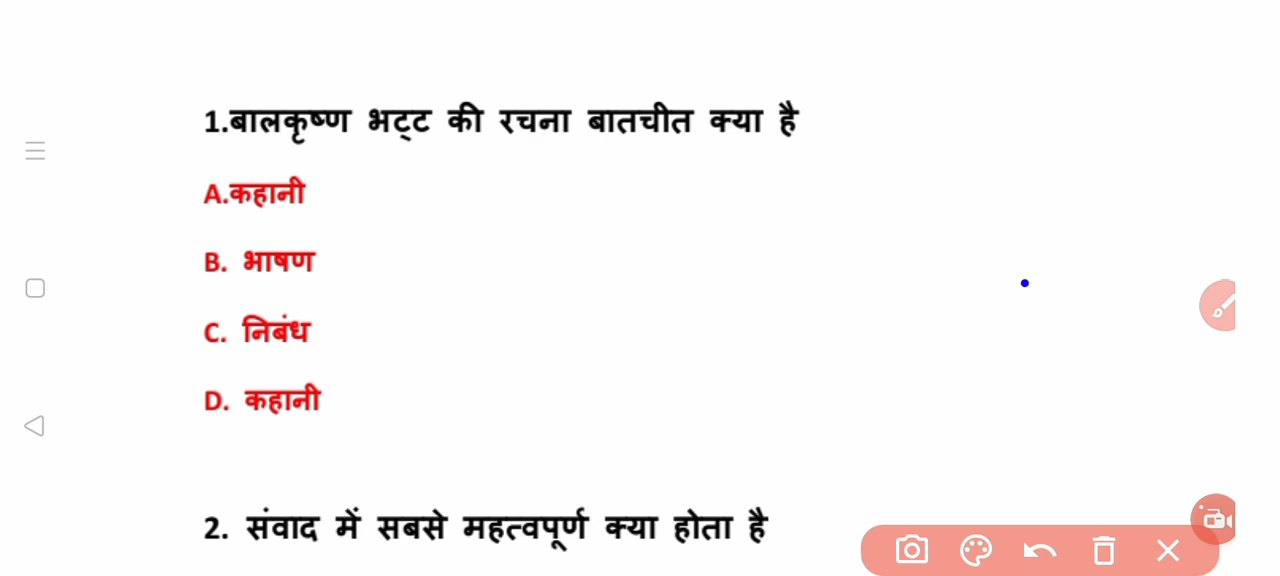 1.बालकृष्ण भट्ट की रचना बातचीत क्या है
A.कहानी
B. भाषण
C. निबंध
D. कहानी
2. संवाद में सबसे महत्वपूर्ण क्या होता है